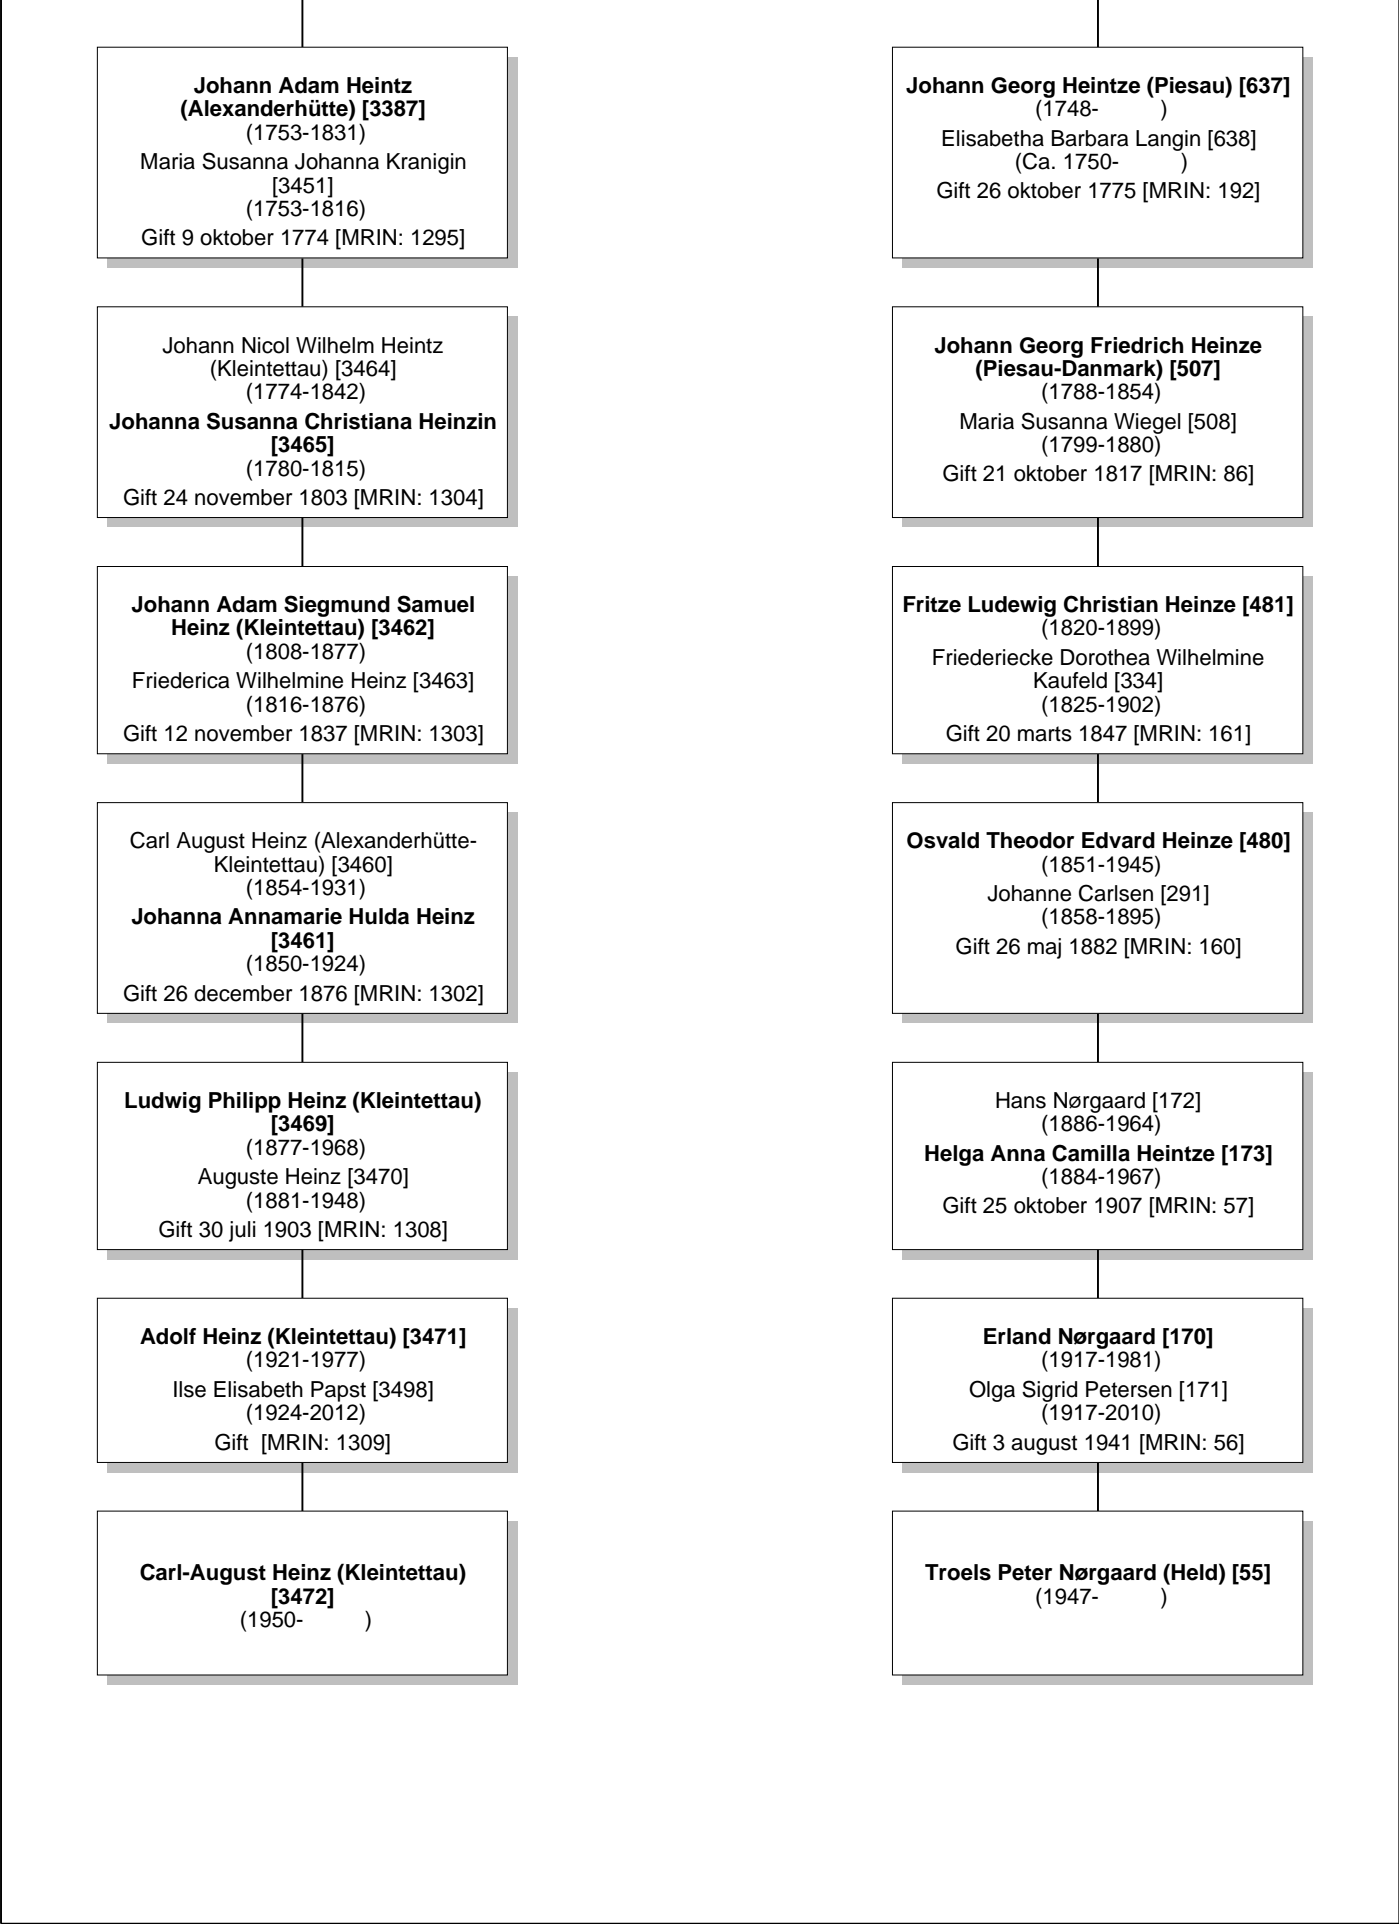 Johann Adam Heintz
(Alexanderhütte) [3387]
(1753-1831)
Maria Susanna Johanna Kranigin
[3451]
(1753-1816)
Gift 9 oktober 1774 [MRIN: 1295]
Johann Nicol Wilhelm Heintz
(Kleintettau) [3464]
(1774-1842)
Johanna Susanna Christiana Heinzin
[3465]
(1780-1815)
Gift 24 november 1803 [MRIN: 1304]
Johann Adam Siegmund Samuel
Heinz (Kleintettau) [3462]
(1808-1877)
Friederica Wilhelmine Heinz [3463]
(1816-1876)
Gift 12 november 1837 [MRIN: 1303]
Carl August Heinz (Alexanderhütte-
Kleintettau) [3460]
(1854-1931)
Johanna Annamarie Hulda Heinz
[3461]
(1850-1924)
Gift 26 december 1876 [MRIN: 1302]
Ludwig Philipp Heinz (Kleintettau)
[3469]
(1877-1968)
Auguste Heinz [3470]
(1881-1948)
Gift 30 juli 1903 [MRIN: 1308]
Adolf Heinz (Kleintettau) [3471]
(1921-1977)
Ilse Elisabeth Papst [3498]
(1924-2012)
Gift  [MRIN: 1309]
Carl-August Heinz (Kleintettau)
[3472]
(1950-          )
Johann Georg Heintze (Piesau) [637]
(1748-          )
Elisabetha Barbara Langin [638]
(Ca. 1750-          )
Gift 26 oktober 1775 [MRIN: 192]
Johann Georg Friedrich Heinze
(Piesau-Danmark) [507]
(1788-1854)
Maria Susanna Wiegel [508]
(1799-1880)
Gift 21 oktober 1817 [MRIN: 86]
Fritze Ludewig Christian Heinze [481]
(1820-1899)
Friederiecke Dorothea Wilhelmine
Kaufeld [334]
(1825-1902)
Gift 20 marts 1847 [MRIN: 161]
Osvald Theodor Edvard Heinze [480]
(1851-1945)
Johanne Carlsen [291]
(1858-1895)
Gift 26 maj 1882 [MRIN: 160]
Hans Nørgaard [172]
(1886-1964)
Helga Anna Camilla Heintze [173]
(1884-1967)
Gift 25 oktober 1907 [MRIN: 57]
Erland Nørgaard [170]
(1917-1981)
Olga Sigrid Petersen [171]
(1917-2010)
Gift 3 august 1941 [MRIN: 56]
Troels Peter Nørgaard (Held) [55]
(1947-          )